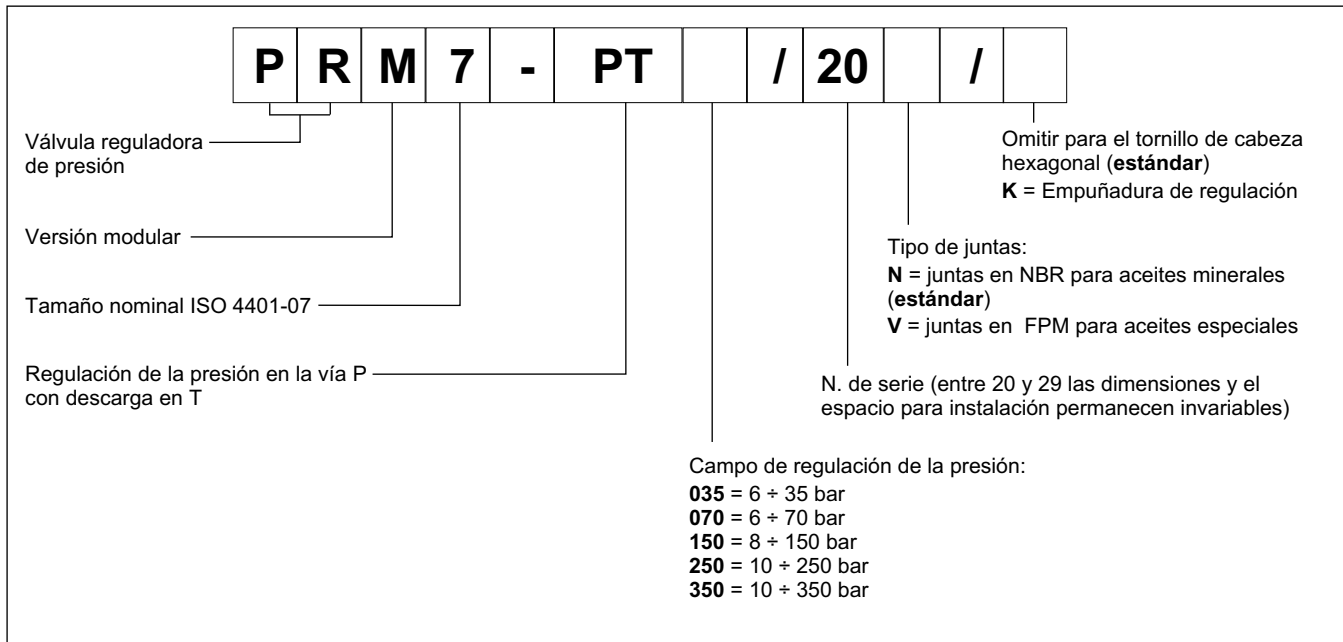 P R M 7 - PT / 20 /
Válvula reguladora
de presión
Versión modular
Tamaño nominal ISO 4401-07
Regulación de la presión en la vía P
con descarga en T
Omitir para el tornillo de cabeza
hexagonal (estándar)
K = Empuñadura de regulación
Tipo de juntas:
N = juntas en NBR para aceites minerales
(estándar)
V = juntas en FPM para aceites especiales
N. de serie (entre 20 y 29 las dimensiones y el
espacio para instalación permanecen invariables)
Campo de regulación de la presión:
035 = 6 ÷ 35 bar
070 = 6 ÷ 70 bar
150 = 8 ÷ 150 bar
250 = 10 ÷ 250 bar
350 = 10 ÷ 350 bar